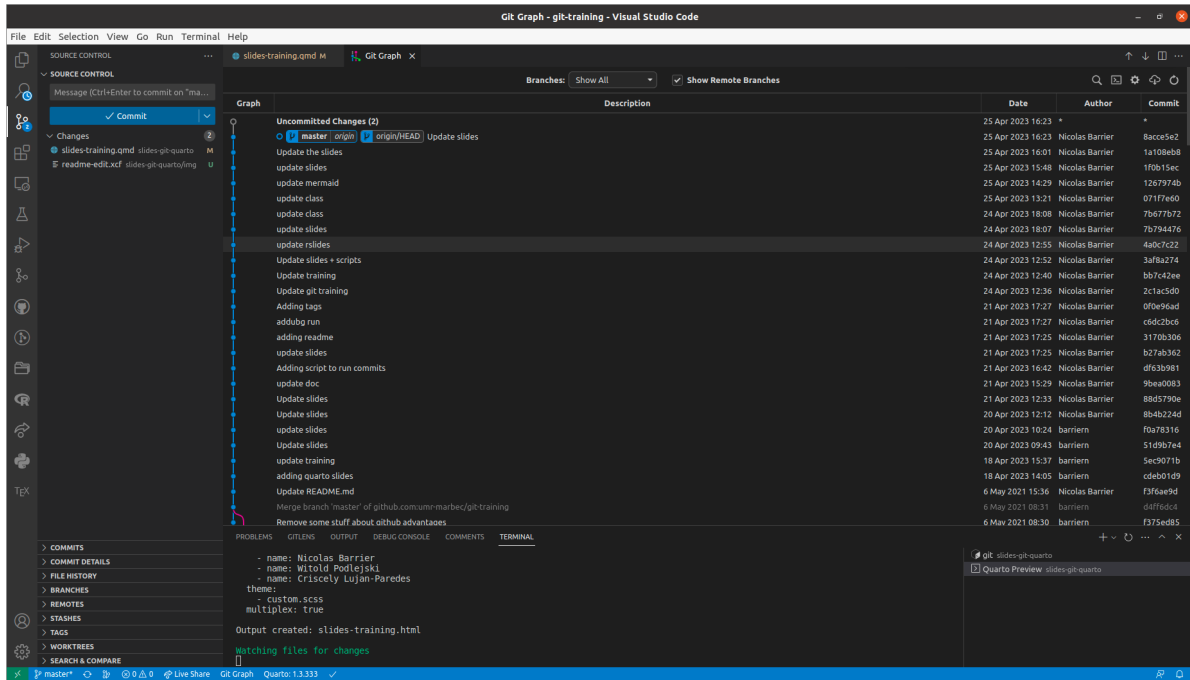 Git Graph - git-training - Visual Studio Code
File Edit Selection View Go Run Terminal Help
SOURCE CONTROL ... slides-training.qmd M Git Graph
SOURCE CONTROL
Branches: Show All Show Remote Branches
Message (Ctrl+Enter to commit on "ma...
Commit
Changes 2
slides-training.qmd slides-git-quarto M
readme-edit.xcf slides-git-quarto/img U
Graph Description Date Author Commit
Uncommitted Changes (2) 25 Apr 2023 16:23 * *
master origin origin/HEAD Update slides 25 Apr 2023 16:23 Nicolas Barrier 8acce5e2
Update the slides 25 Apr 2023 16:01 Nicolas Barrier 1a108eb8
update slides 25 Apr 2023 15:48 Nicolas Barrier 1f0b15ec
update mermaid 25 Apr 2023 14:29 Nicolas Barrier 1267974b
update class 25 Apr 2023 13:21 Nicolas Barrier 071f7e60
update class 24 Apr 2023 18:08 Nicolas Barrier 7b677b72
update slides 24 Apr 2023 18:07 Nicolas Barrier 7b794476
update rslides 24 Apr 2023 12:55 Nicolas Barrier 4a0c7c22
Update slides + scripts 24 Apr 2023 12:52 Nicolas Barrier 3af8a274
Update training 24 Apr 2023 12:40 Nicolas Barrier bb7c42ee
Update git training 24 Apr 2023 12:36 Nicolas Barrier 2c1ac5d0
Adding tags 21 Apr 2023 17:27 Nicolas Barrier 0f0e96ad
addubg run 21 Apr 2023 17:27 Nicolas Barrier c6dc2bc6
adding readme 21 Apr 2023 17:25 Nicolas Barrier 3170b306
update slides 21 Apr 2023 17:25 Nicolas Barrier b27ab362
Adding script to run commits 21 Apr 2023 16:42 Nicolas Barrier df63b981
update doc 21 Apr 2023 15:29 Nicolas Barrier 9bea0083
Update slides 21 Apr 2023 12:33 Nicolas Barrier 88d5790e
Update slides 20 Apr 2023 12:12 Nicolas Barrier 8b4b224d
update slides 20 Apr 2023 10:24 barriern f0a78316
Update slides 20 Apr 2023 09:43 barriern 51d9b7e4
update training 18 Apr 2023 15:37 barriern 5ec9071b
adding quarto slides 18 Apr 2023 14:05 barriern cdeb01d9
Update README.md 6 May 2021 15:36 Nicolas Barrier f3f6ae9d
Merge branch 'master' of github.com:umr-marbec/git-training 6 May 2021 08:31 barriern d4ff6dc4
Remove some stuff about github advantages 6 May 2021 08:30 barriern f375ed85
PROBLEMS GITLENS OUTPUT DEBUG CONSOLE COMMENTS TERMINAL
- name: Nicolas Barrier
- name: Witold Podlejski
- name: Criscely Lujan-Paredes
theme:
- custom.scss
multiplex: true
Output created: slides-training.html
Watching files for changes
git slides-git-quarto
Quarto Preview slides-git-quarto
COMMITS
COMMIT DETAILS
FILE HISTORY
BRANCHES
REMOTES
STASHES
TAGS
WORKTREES
SEARCH & COMPARE
master* 0 0 Live Share Git Graph Quarto: 1.3.333